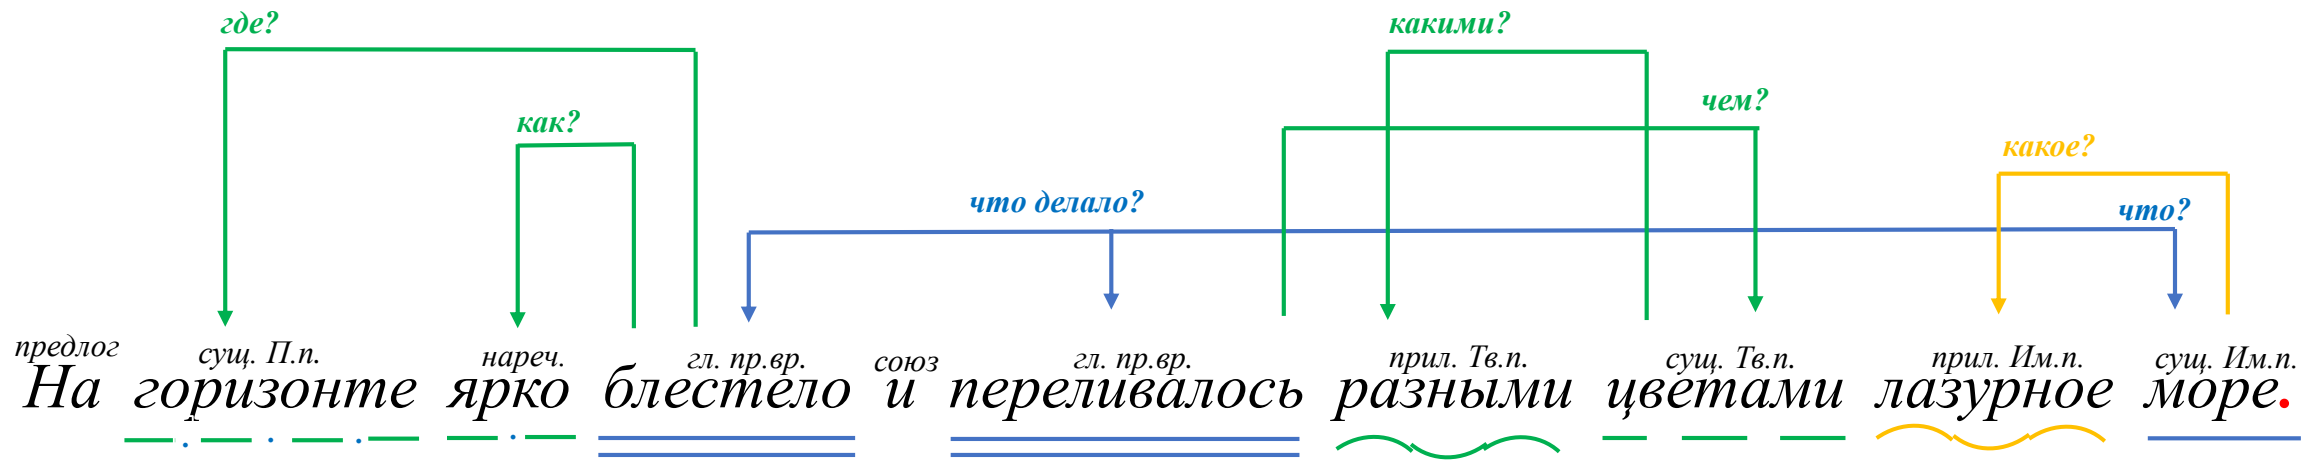 где? какими?
чем?
как?
какое?
что делало? что?
предлог сущ. П.п. нареч. гл. пр.вр. союз гл. пр.вр. прил. Тв.п. сущ. Тв.п. прил. Им.п. сущ. Им.п.
На горизонте ярко блестело и переливалось разными цветами лазурное море.